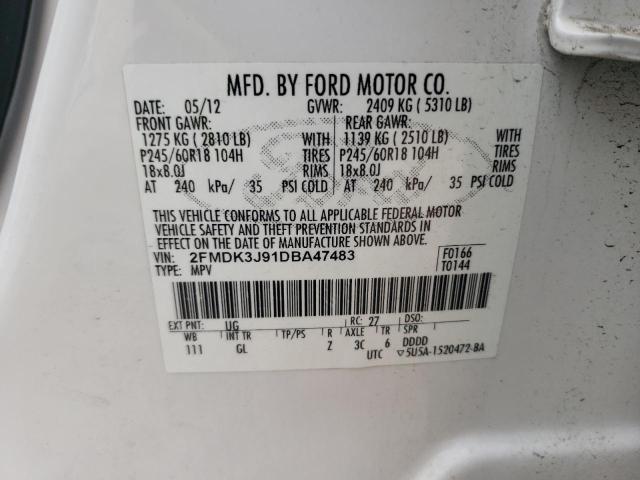 MFD. BY FORD MOTOR CO.
DATE: 05/12 GVWR: 2409 KG ( 5310 LB)
FRONT GAWR: REAR GAWR:
1275 KG ( 2810 LB) WITH 1139 KG ( 2510 LB) WITH
P245/60R18 104H TIRES P245/60R18 104H TIRES
18x8.0J RIMS 18x8.0J RIMS
AT 240 kPa/ 35 PSI COLD AT 240 kPa/ 35 PSI COLD
THIS VEHICLE CONFORMS TO ALL APPLICABLE FEDERAL MOTOR
VEHICLE SAFETY AND THEFT PREVENTION STANDARDS IN
EFFECT ON THE DATE OF MANUFACTURE SHOWN ABOVE.
VIN: 2FMDK3J91DBA47483 F0166
TYPE: MPV T0144
EXT PNT: UG RC: 27 DSO:
WB INT TR TP/PS R AXLE TR SPR
111 GL Z 3C 6 DDDD
UTC ▽5U5A-1520472-BA